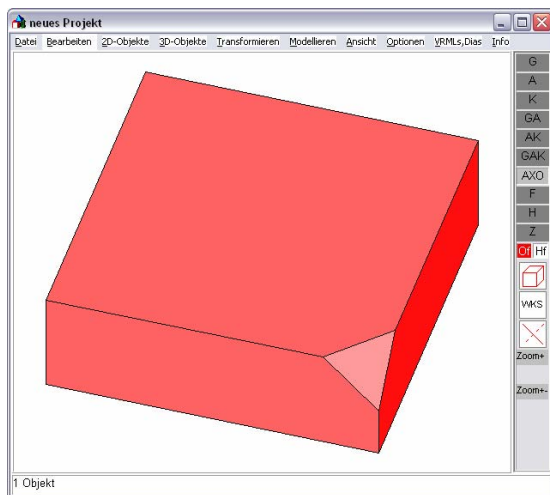 neues Projekt
Datei Bearbeiten 2D-Objekte 3D-Objekte Transformieren Modellieren Ansicht Optionen VRMLs,Dias Info
G
A
K
GA
AK
GAK
AXO
F
H
Z
Of Hf
WKS
Zoom+
Zoom+-
1 Objekt